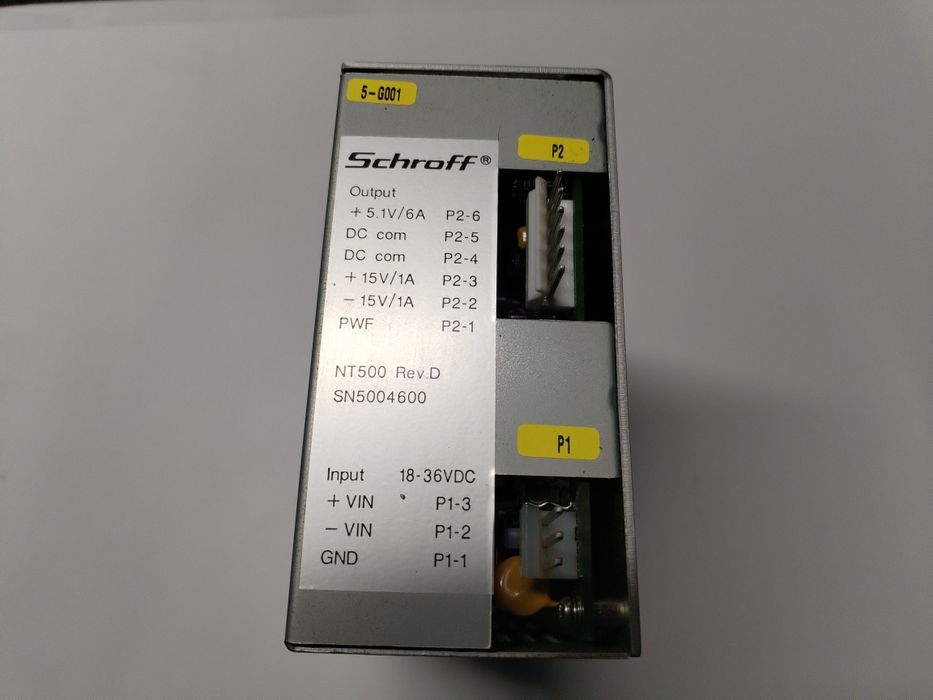 5-G001
P2
Schroff®
Output
+ 5.1V/6A P2-6
DC com P2-5
DC com P2-4
+ 15V/1A P2-3
- 15V/1A P2-2
PWF P2-1
NT500 Rev.D
SN5004600
P1
Input 18-36VDC
+ VIN P1-3
- VIN P1-2
GND P1-1